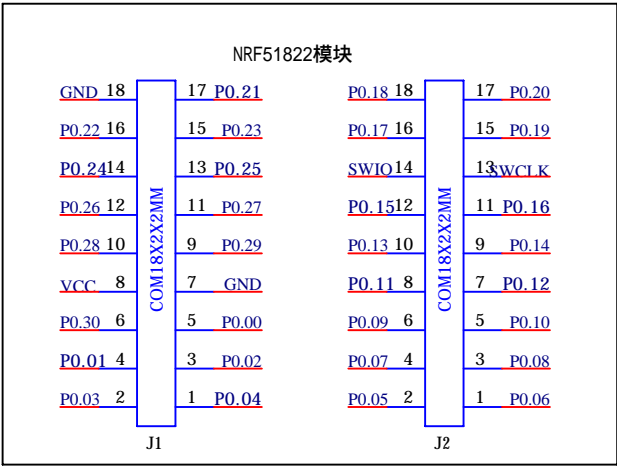 NRF51822模块
GND 18 17 P0.21 P0.18 18 17 P0.20
P0.22 16 15 P0.23 P0.17 16 15 P0.19
P0.24 14 13 P0.25 SWIO 14 13 SWCLK
P0.26 12 11 P0.27 P0.15 12 11 P0.16
P0.28 10 9 P0.29 P0.13 10 9 P0.14
VCC 8 7 GND P0.11 8 7 P0.12
P0.30 6 5 P0.00 P0.09 6 5 P0.10
P0.01 4 3 P0.02 P0.07 4 3 P0.08
P0.03 2 1 P0.04 P0.05 2 1 P0.06
COM18X2X2MM COM18X2X2MM
J1 J2